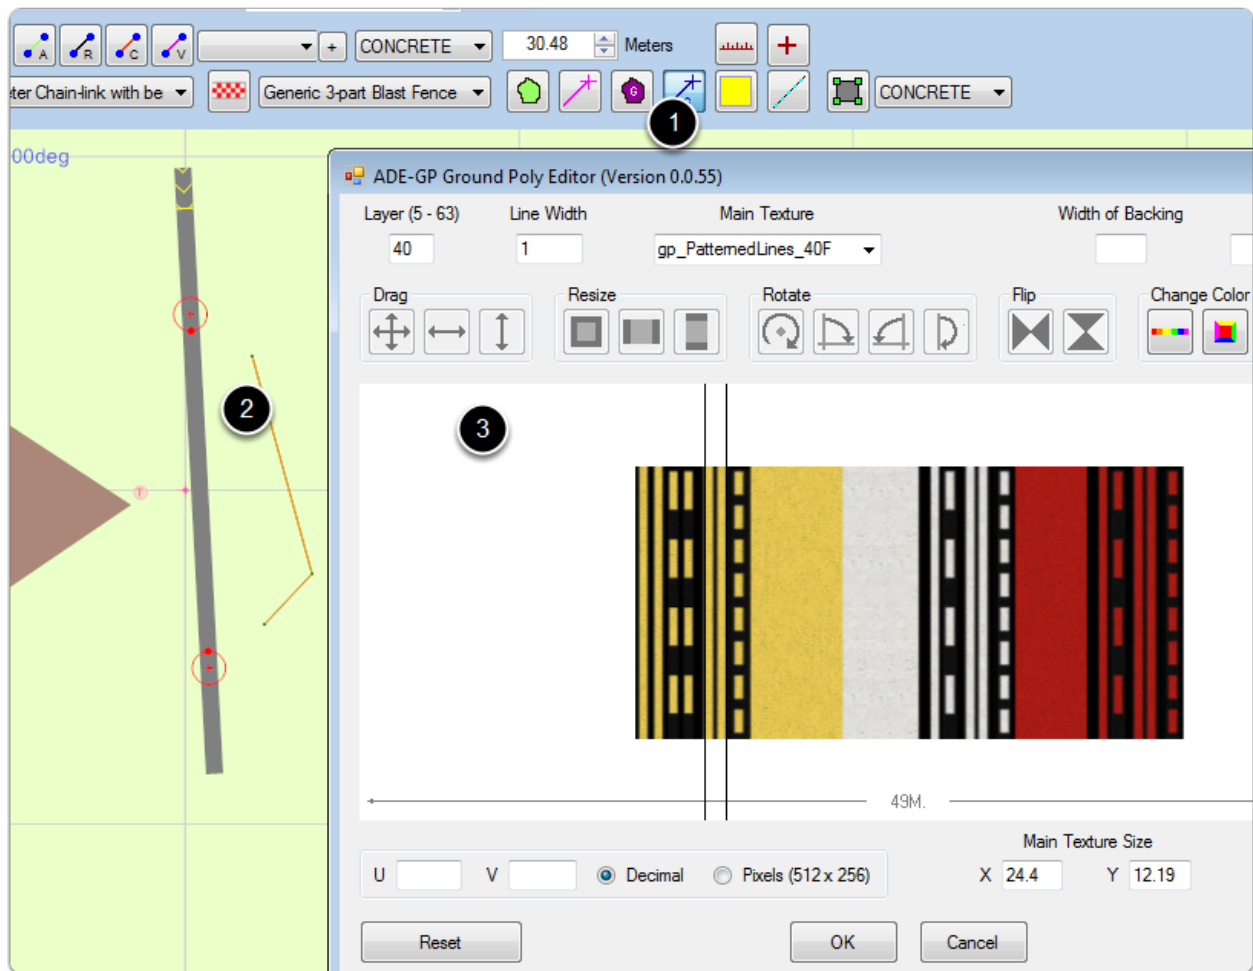 A R C V + CONCRETE 30.48 Meters +
ter Chain-link with be Generic 3-part Blast Fence G CONCRETE
1
00deg
ADE-GP Ground Poly Editor (Version 0.0.55)
Layer (5 - 63) Line Width Main Texture Width of Backing
40 1 gp_PatternedLines_40F
Drag Resize Rotate Flip Change Color
2
3
T
49M.
Main Texture Size
U V Decimal Pixels (512 x 256) X 24.4 Y 12.19
Reset OK Cancel